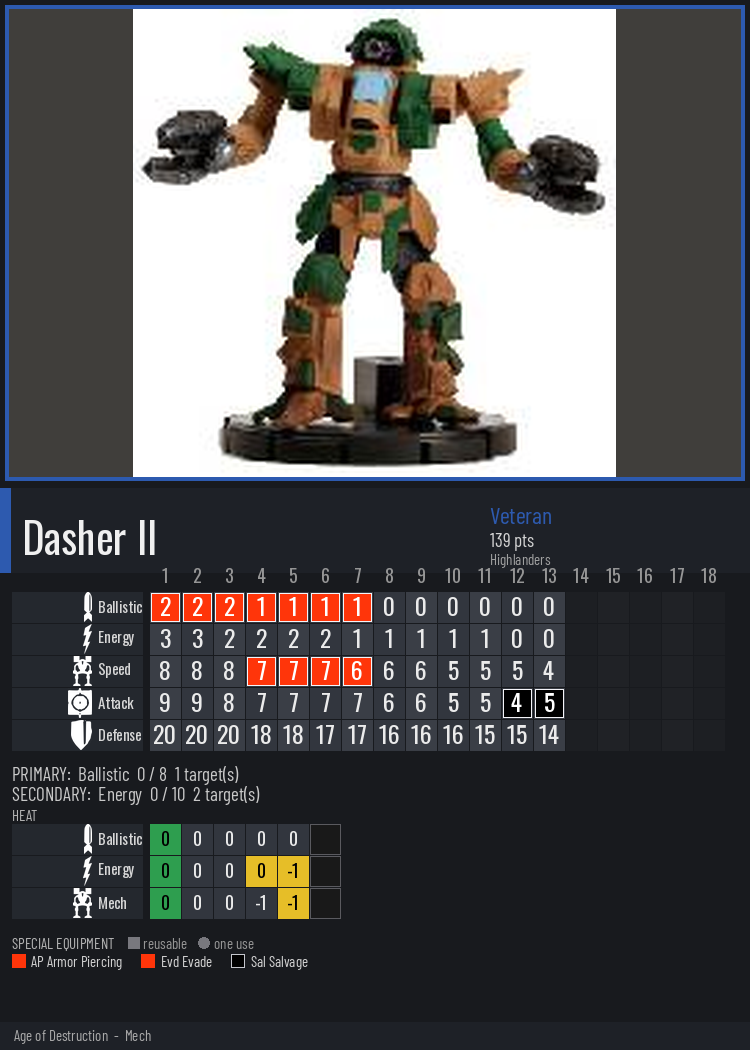 Dasher II
Veteran
139 pts
Highlanders
1 2 3 4 5 6 7 8 9 10 11 12 13 14 15 16 17 18
Ballistic 2 2 2 1 1 1 1 0 0 0 0 0 0
Energy 3 3 2 2 2 2 1 1 1 1 1 0 0
Speed 8 8 8 7 7 7 6 6 6 5 5 5 4
Attack 9 9 8 7 7 7 7 6 6 5 5 4 5
Defense 20 20 20 18 18 17 17 16 16 16 15 15 14
PRIMARY: Ballistic 0 / 8 1 target(s)
SECONDARY: Energy 0 / 10 2 target(s)
HEAT
Ballistic 0 0 0 0 0
Energy 0 0 0 0 -1
Mech 0 0 0 -1 -1
SPECIAL EQUIPMENT reusable one use
AP Armor Piercing Evd Evade Sal Salvage
Age of Destruction - Mech